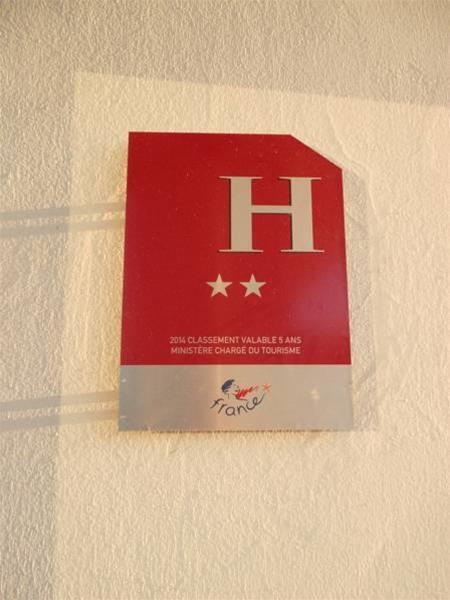 H
2014 CLASSEMENT VALABLE 5 ANS
MINISTÈRE CHARGÉ DU TOURISME
france